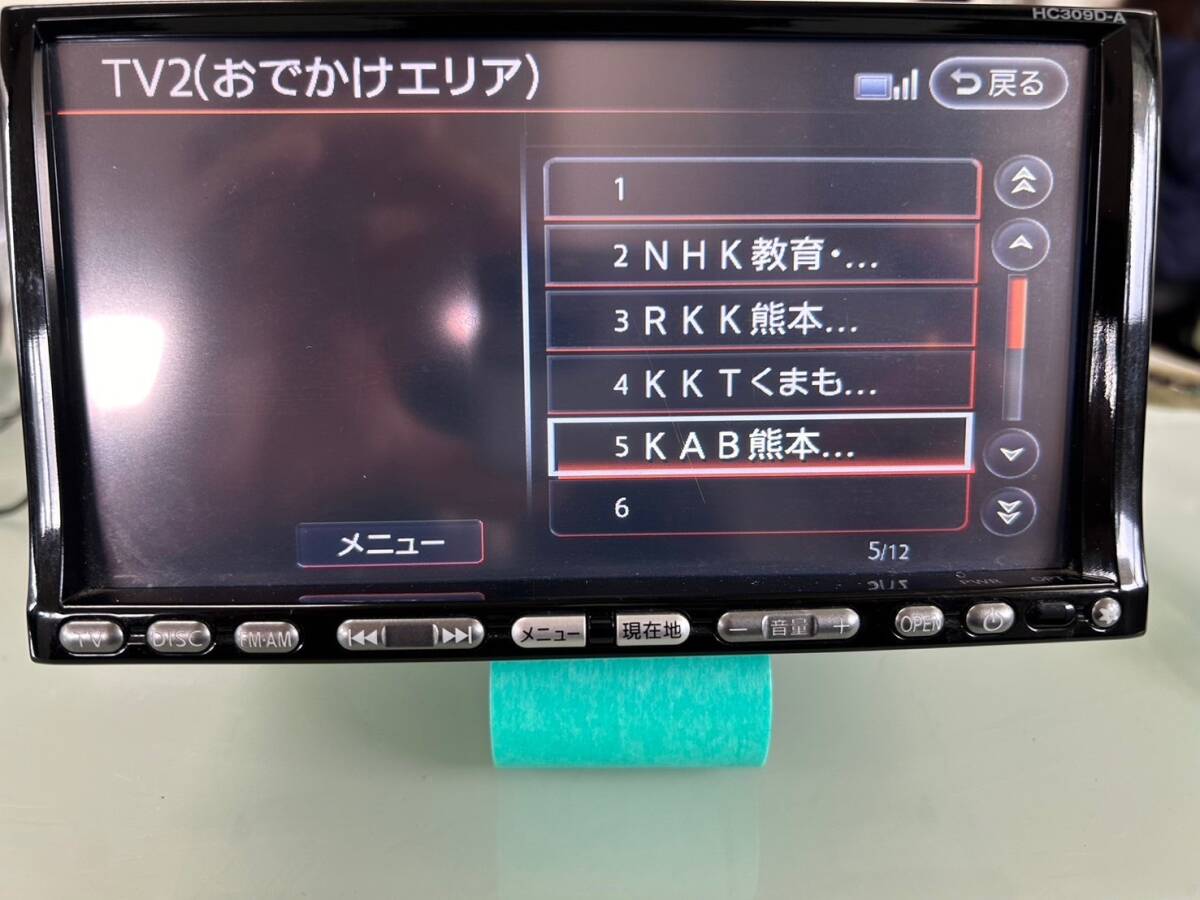 HC309D-A
TV2(おでかけエリア)
戻る
1
2 NHK教育・...
3 RKK熊本...
4 KKTくまも...
5 KAB熊本...
6
メニュー
5/12
PWR OPT
TV DISC FM・AM メニュー 現在地 － 音量 ＋ OPEN